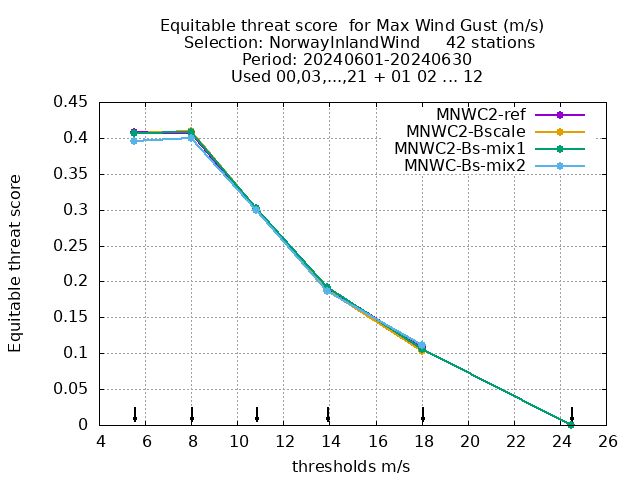 Equitable threat score  for Max Wind Gust (m/s)
Selection: NorwayInlandWind     42 stations
Period: 20240601-20240630
Used 00,03,...,21 + 01 02 ... 12
0.45
0.4
0.35
0.3
0.25
0.2
0.15
0.1
0.05
0
Equitable threat score
MNWC2-ref
MNWC2-Bscale
MNWC2-Bs-mix1
MNWC-Bs-mix2
4 6 8 10 12 14 16 18 20 22 24 26
thresholds m/s